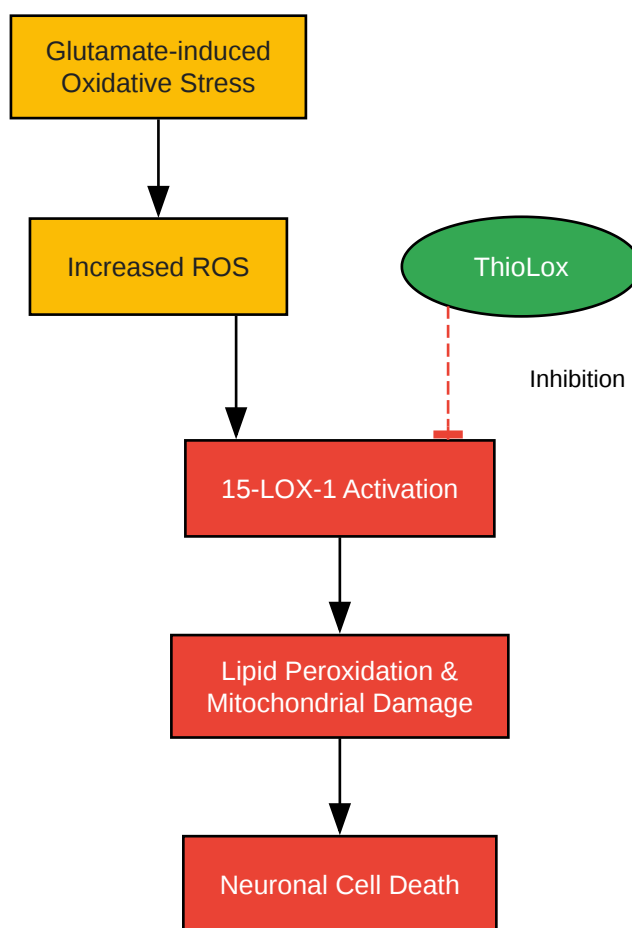 Glutamate-induced
Oxidative Stress
Increased ROS
ThioLox
Inhibition
15-LOX-1 Activation
Lipid Peroxidation &
Mitochondrial Damage
Neuronal Cell Death